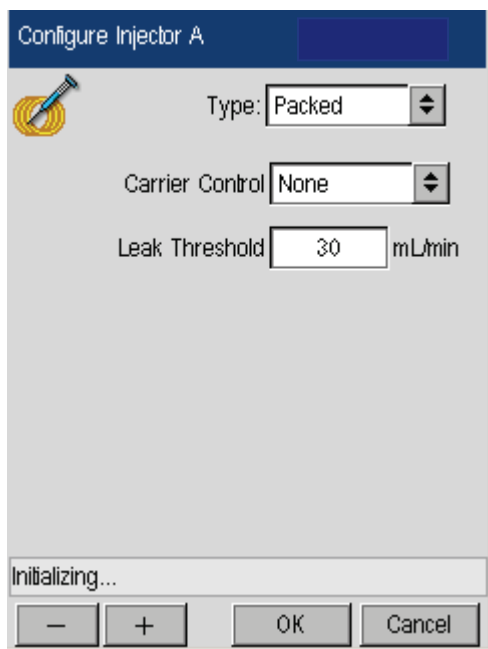 Configure Injector A
Type: Packed
Carrier Control None
Leak Threshold 30 mL/min
Initializing...
— + OK Cancel